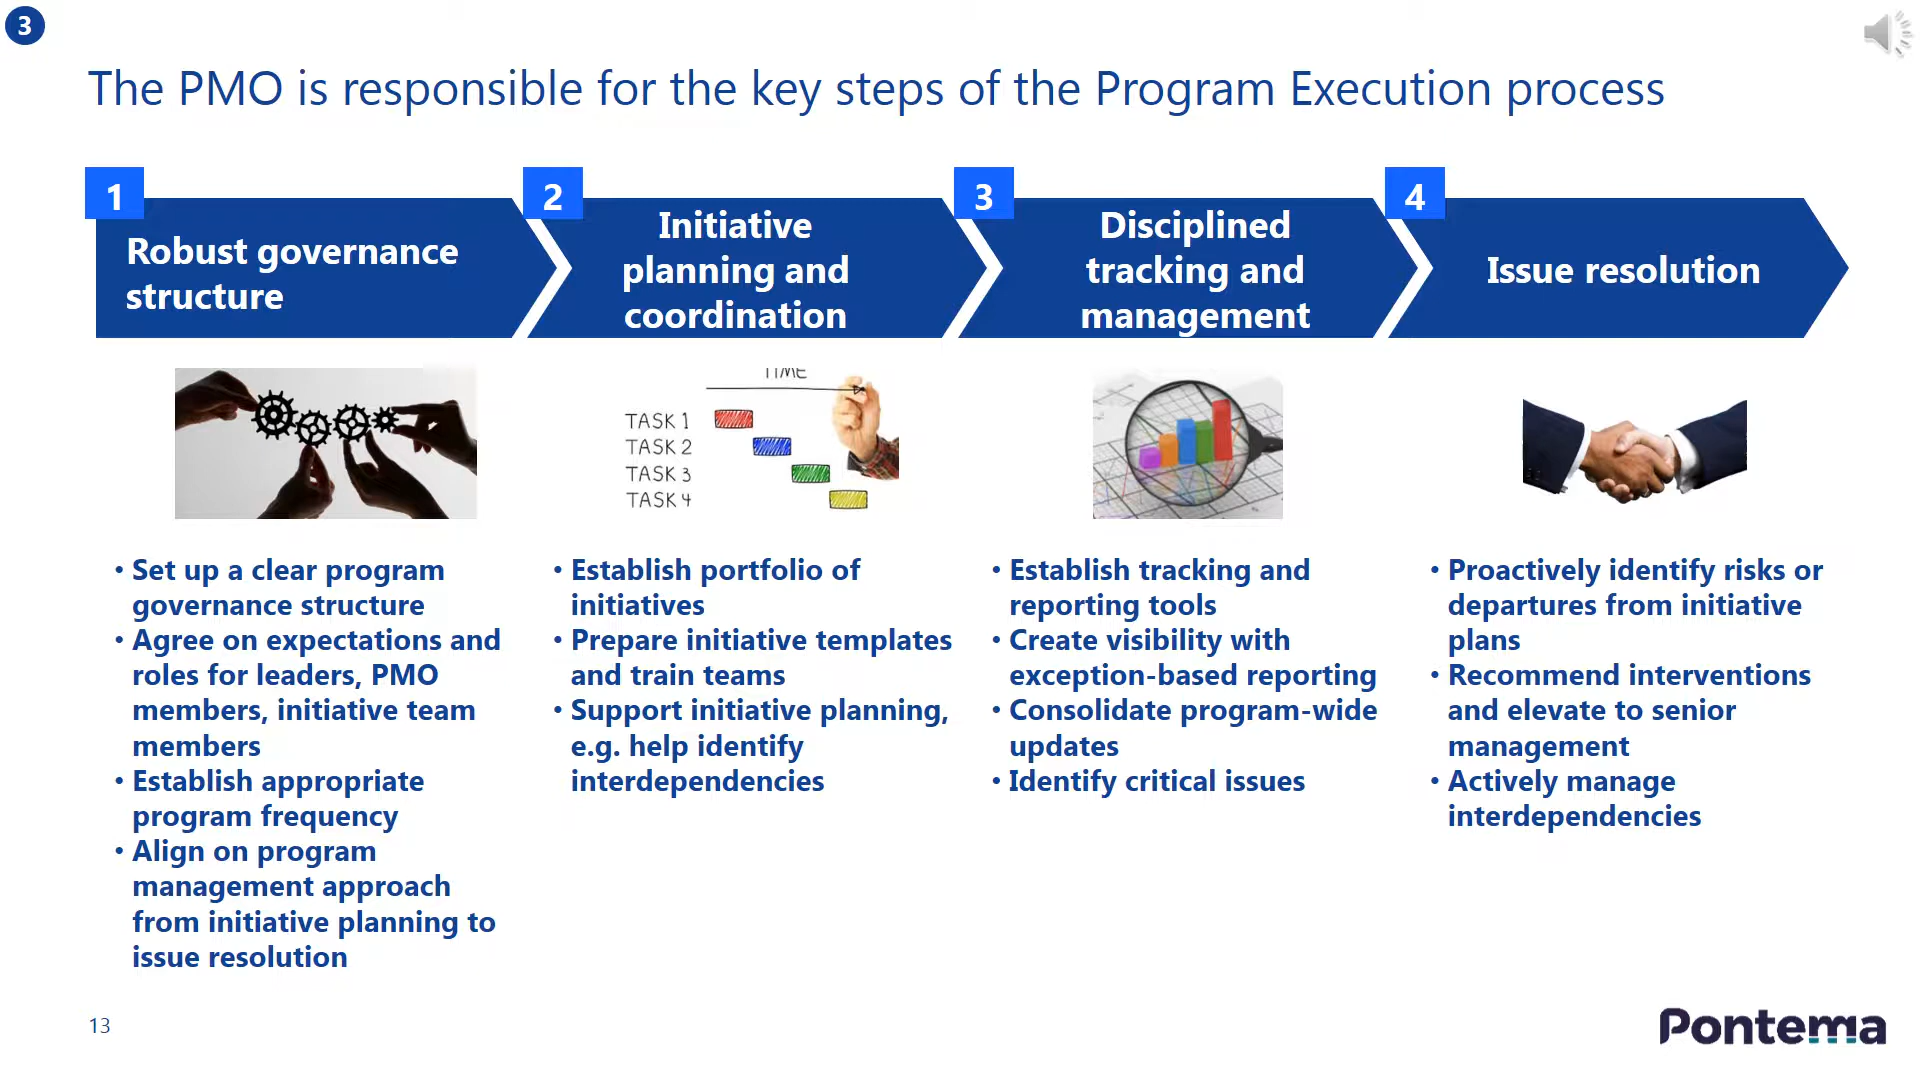 3
The PMO is responsible for the key steps of the Program Execution process
1
Robust governance
structure
2
Initiative
planning and
coordination
3
Disciplined
tracking and
management
4
Issue resolution
TIME
TASK 1
TASK 2
TASK 3
TASK 4
• Set up a clear program
governance structure
• Agree on expectations and
roles for leaders, PMO
members, initiative team
members
• Establish appropriate
program frequency
• Align on program
management approach
from initiative planning to
issue resolution
• Establish portfolio of
initiatives
• Prepare initiative templates
and train teams
• Support initiative planning,
e.g. help identify
interdependencies
• Establish tracking and
reporting tools
• Create visibility with
exception-based reporting
• Consolidate program-wide
updates
• Identify critical issues
• Proactively identify risks or
departures from initiative
plans
• Recommend interventions
and elevate to senior
management
• Actively manage
interdependencies
13
Pontema